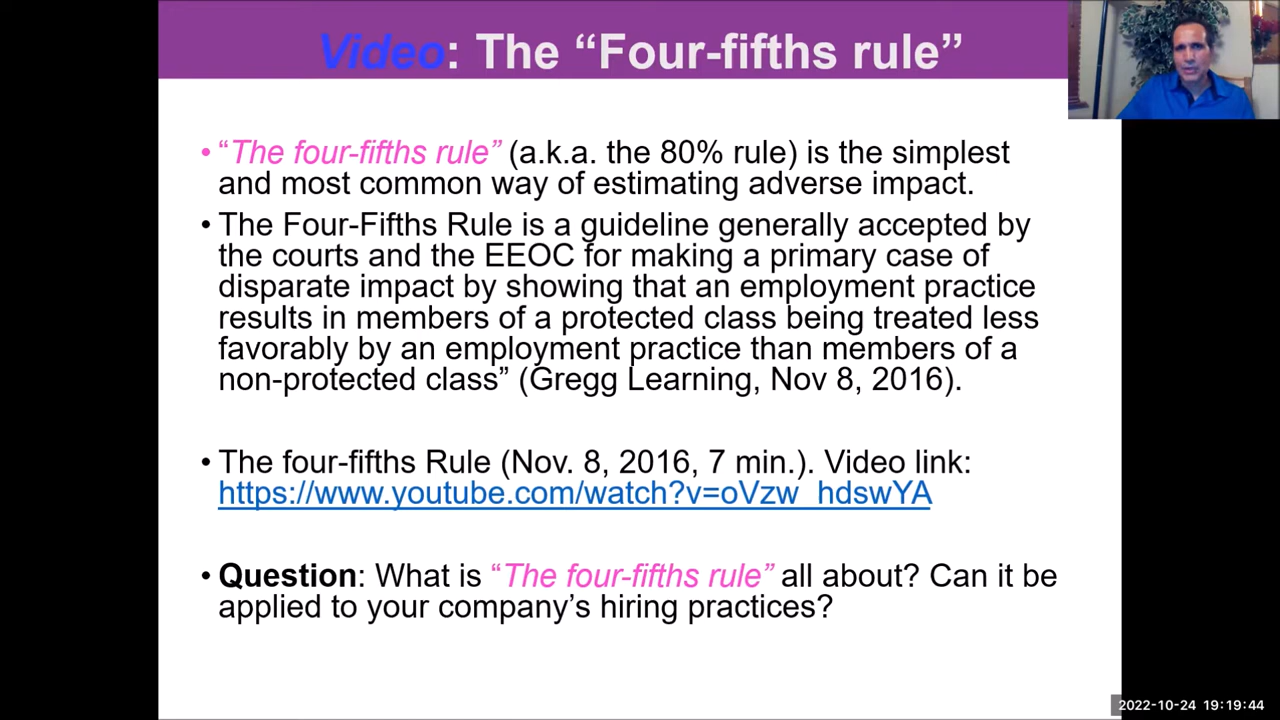 Video: The “Four-fifths rule”
• “The four-fifths rule” (a.k.a. the 80% rule) is the simplest
and most common way of estimating adverse impact.
• The Four-Fifths Rule is a guideline generally accepted by
the courts and the EEOC for making a primary case of
disparate impact by showing that an employment practice
results in members of a protected class being treated less
favorably by an employment practice than members of a
non-protected class” (Gregg Learning, Nov 8, 2016).
• The four-fifths Rule (Nov. 8, 2016, 7 min.). Video link:
https://www.youtube.com/watch?v=oVzw_hdswYA
• Question: What is “The four-fifths rule” all about? Can it be
applied to your company’s hiring practices?
2022-10-24 19:19:44